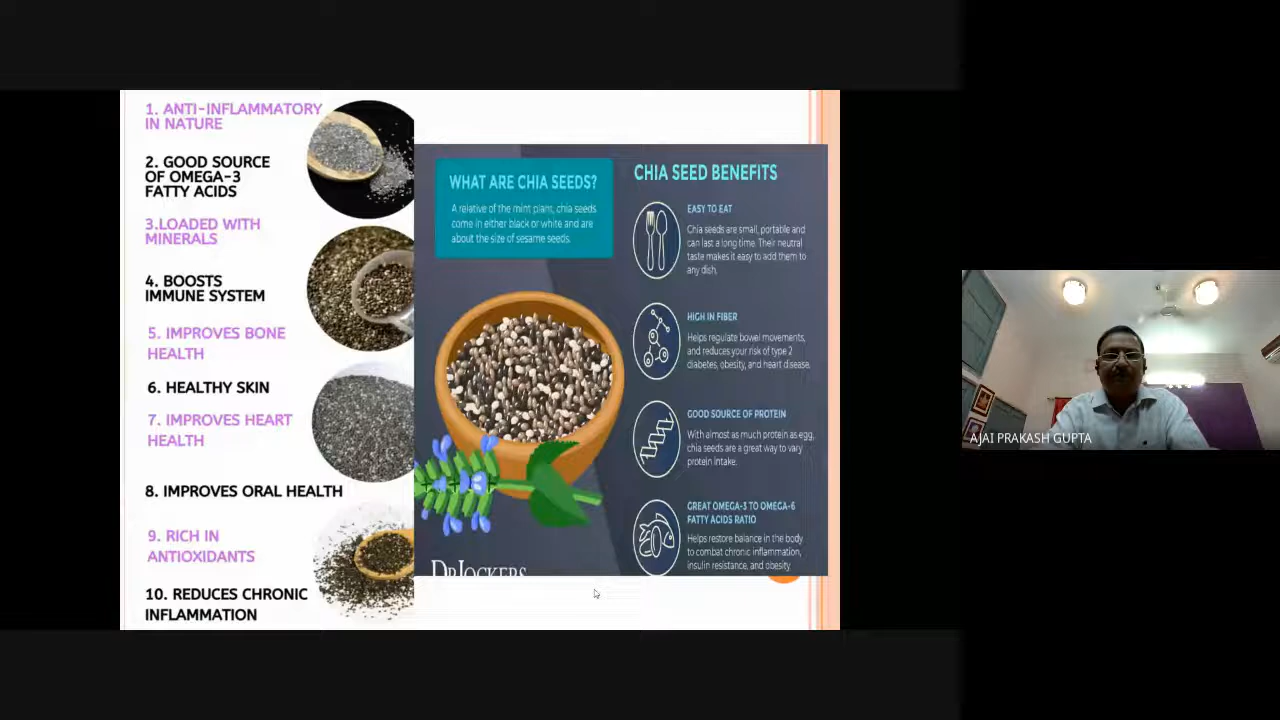 1. ANTI-INFLAMMATORY
IN NATURE
2. GOOD SOURCE
OF OMEGA-3
FATTY ACIDS
3.LOADED WITH
MINERALS
4. BOOSTS
IMMUNE SYSTEM
5. IMPROVES BONE
HEALTH
6. HEALTHY SKIN
7. IMPROVES HEART
HEALTH
8. IMPROVES ORAL HEALTH
9. RICH IN
ANTIOXIDANTS
10. REDUCES CHRONIC
INFLAMMATION
WHAT ARE CHIA SEEDS?
A relative of the mint plant, chia seeds
come in either black or white and are
about the size of sesame seeds.
DRJOCKERS
CHIA SEED BENEFITS
EASY TO EAT
Chia seeds are small, portable and
can last a long time. Their neutral
taste makes it easy to add them to
any dish.
HIGH IN FIBER
Helps regulate bowel movements,
and reduces your risk of type 2
diabetes, obesity, and heart disease.
GOOD SOURCE OF PROTEIN
With almost as much protein as egg,
chia seeds are a great way to vary
protein intake.
GREAT OMEGA-3 TO OMEGA-6
FATTY ACIDS RATIO
Helps restore balance in the body
to combat chronic inflammation,
insulin resistance, and obesity
AJAI PRAKASH GUPTA